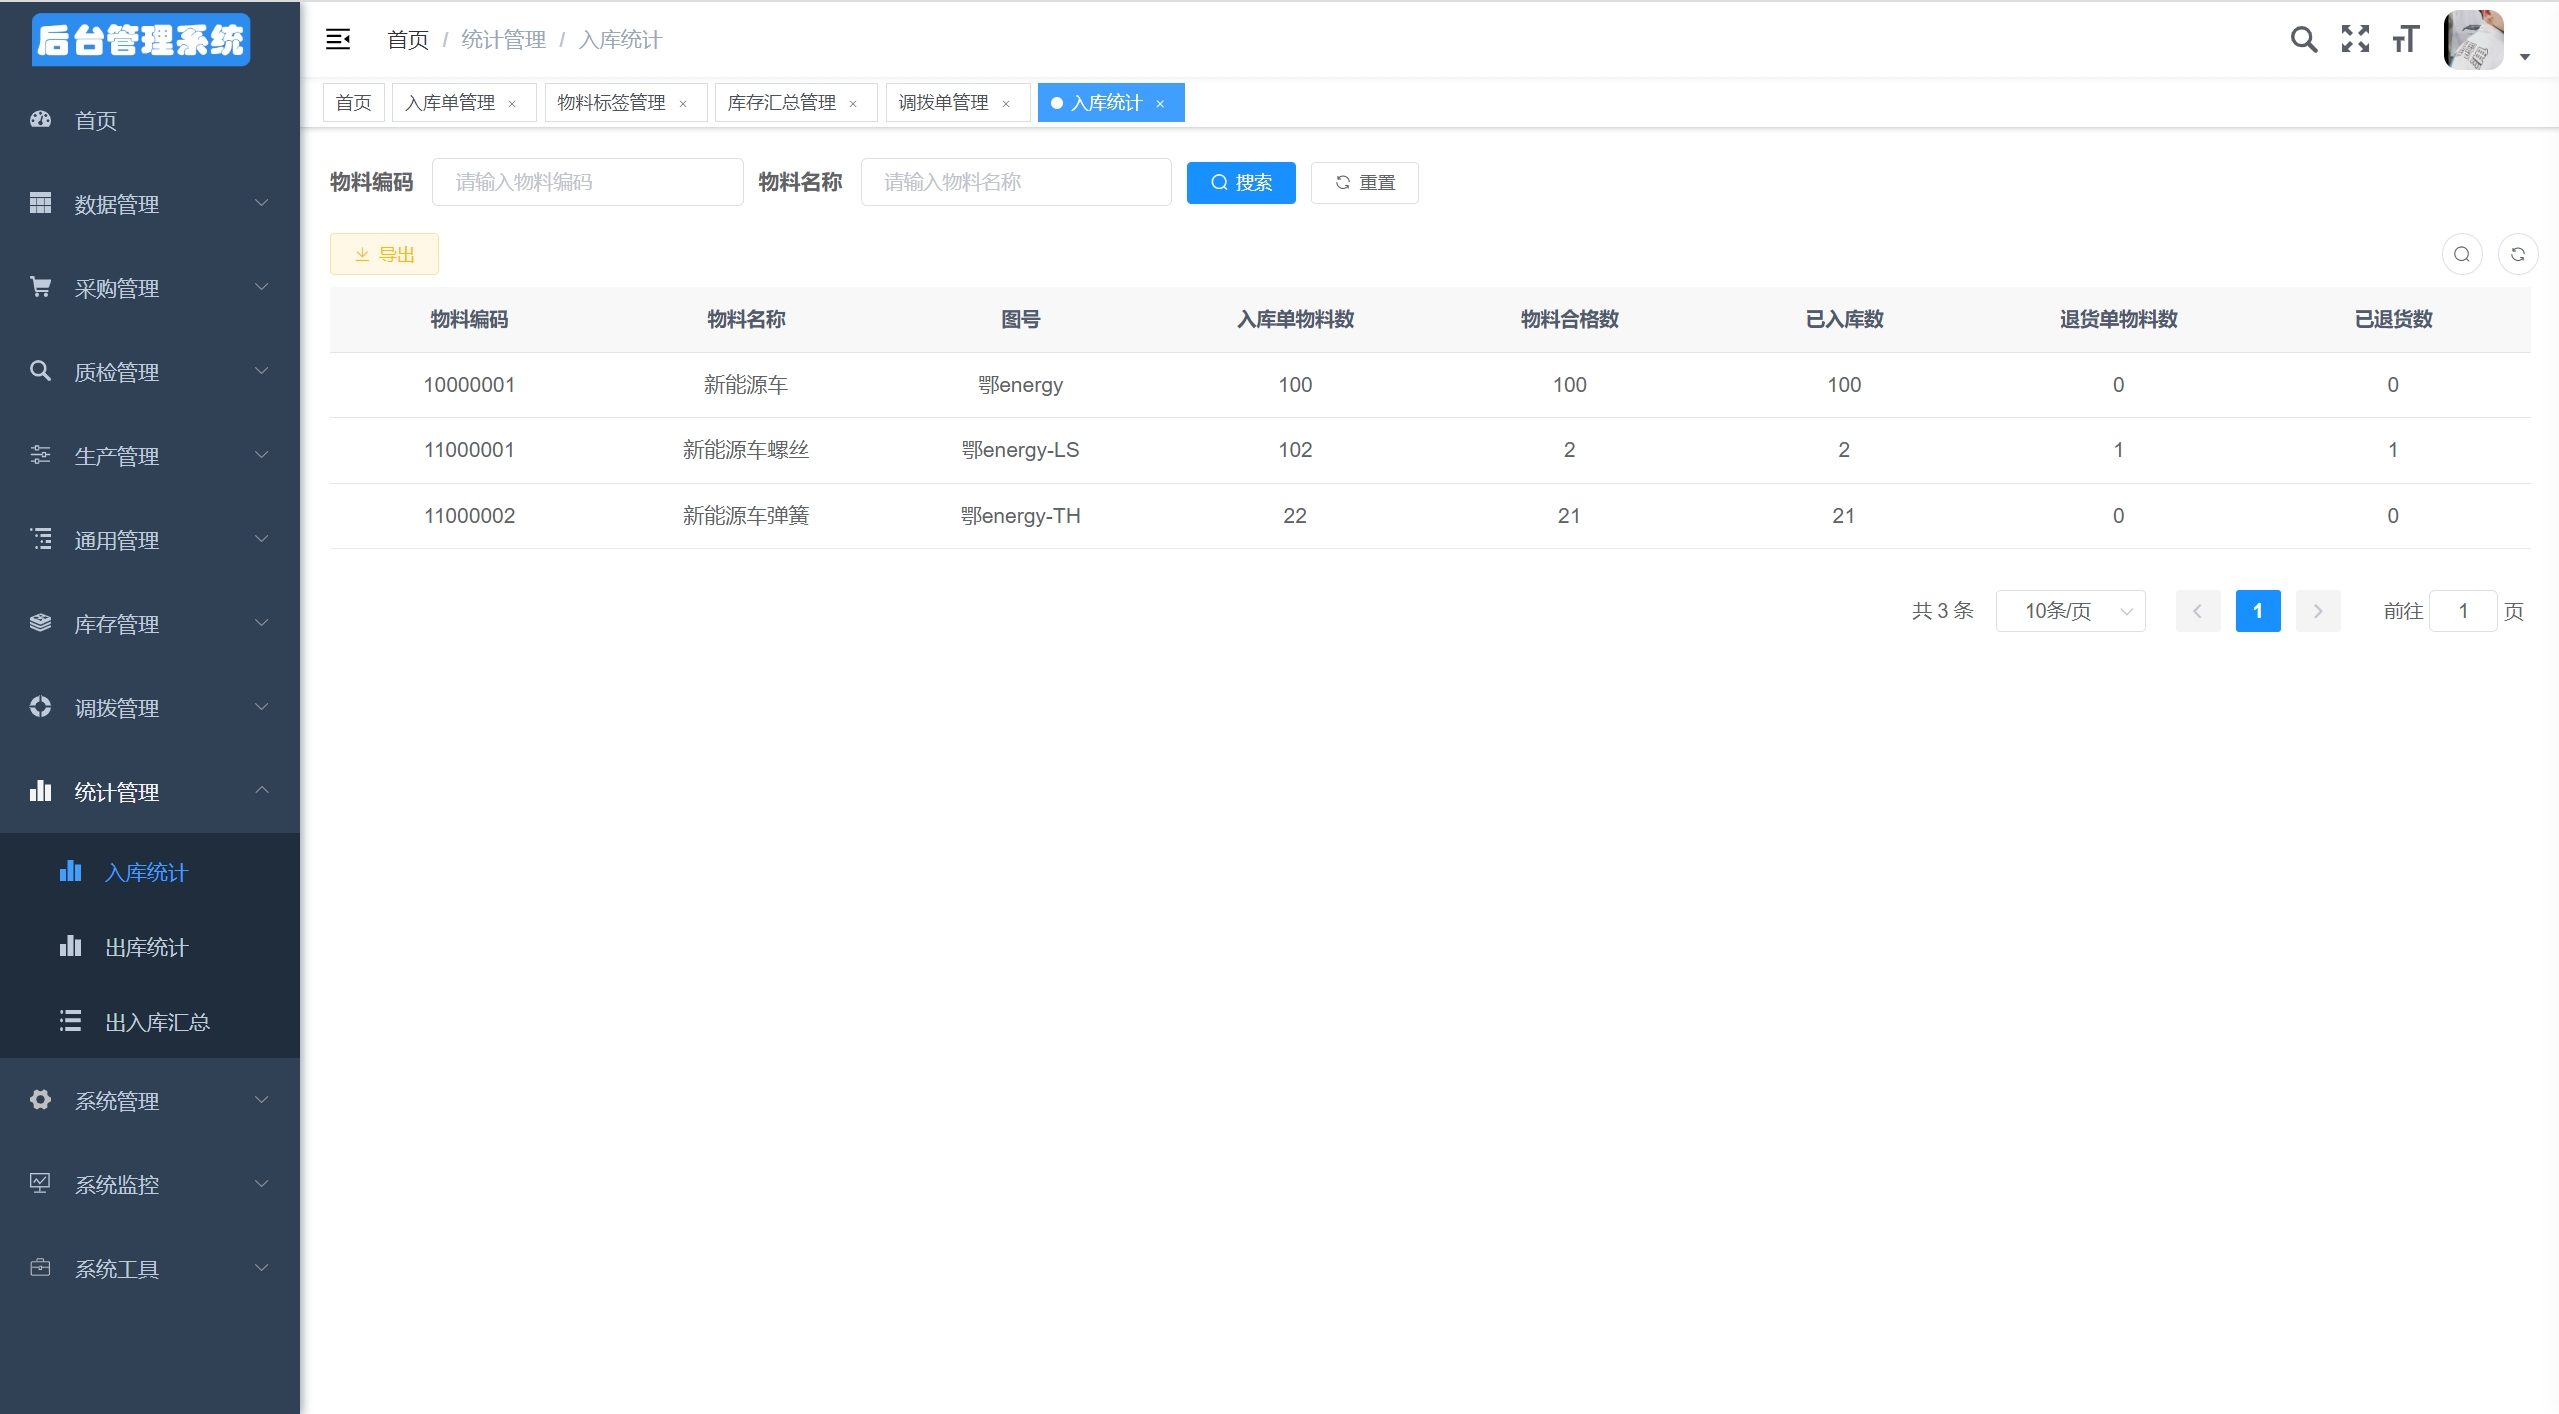 后台管理系统
首页
数据管理
采购管理
质检管理
生产管理
通用管理
库存管理
调拨管理
统计管理
入库统计
出库统计
出入库汇总
系统管理
系统监控
系统工具
首页 / 统计管理 / 入库统计
首页 入库单管理 × 物料标签管理 × 库存汇总管理 × 调拨单管理 × 入库统计 ×
物料编码 请输入物料编码 物料名称 请输入物料名称 搜索 重置
导出
物料编码 物料名称 图号 入库单物料数 物料合格数 已入库数 退货单物料数 已退货数
10000001 新能源车 鄂energy 100 100 100 0 0
11000001 新能源车螺丝 鄂energy-LS 102 2 2 1 1
11000002 新能源车弹簧 鄂energy-TH 22 21 21 0 0
共 3 条 10条/页 1 前往 1 页